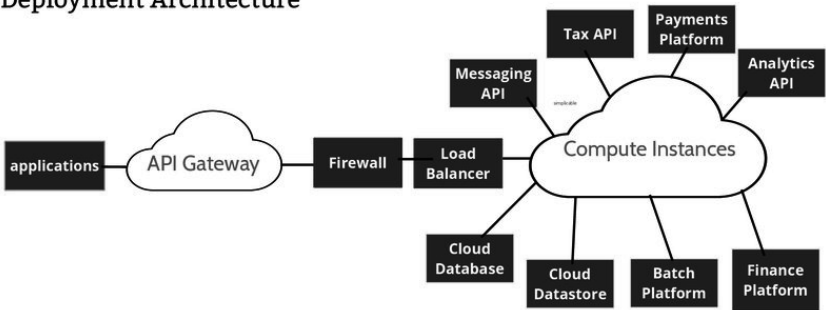 Deployment Architecture
Payments
Platform
Tax API
Analytics
API
Messaging
API
Compute Instances
applications
API Gateway
Firewall
Load
Balancer
Cloud
Database
Cloud
Datastore
Batch
Platform
Finance
Platform